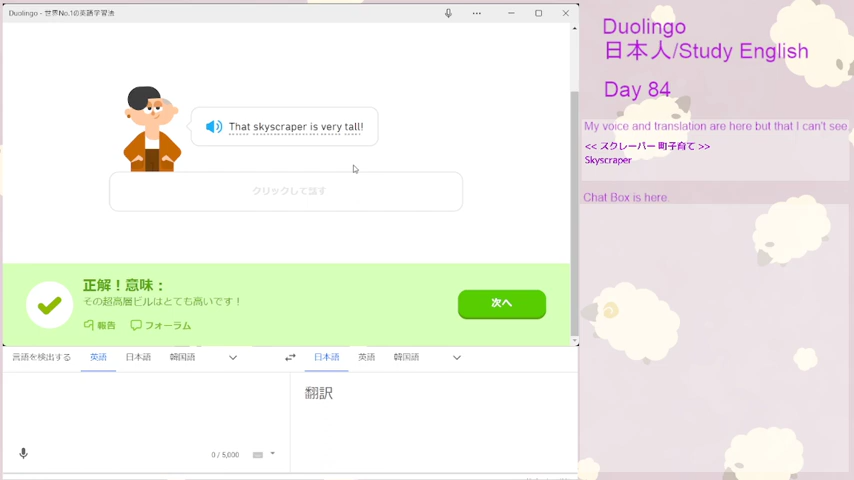 Duolingo - 世界No.1の英語学習法
That skyscraper is very tall!
クリックして話す
正解！意味：
その超高層ビルはとても高いです！
報告
フォーラム
次へ
言語を検出する
英語
日本語
韓国語
日本語
英語
韓国語
翻訳
0 / 5,000
Duolingo
日本人/Study English
Day 84
My voice and translation are here but that I can't see.
<< スクレーパー 町子育て >>
Skyscraper
Chat Box is here.